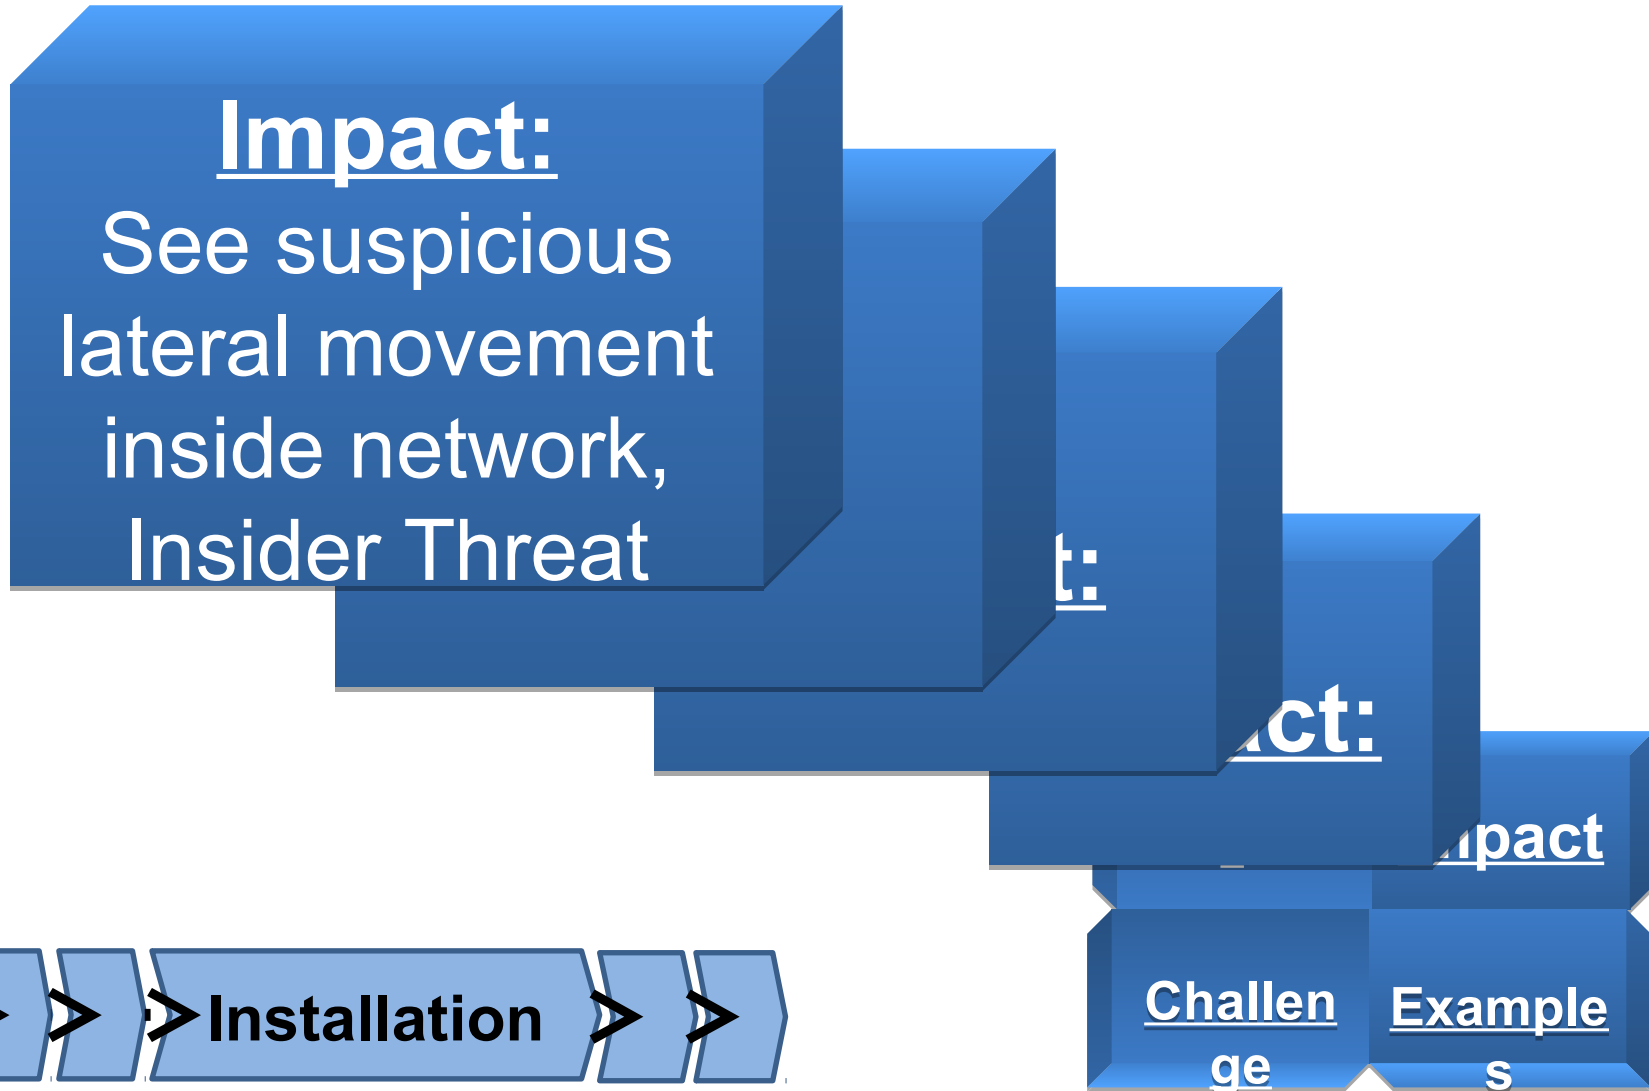 Impact:
See suspicious
lateral movement
inside network,
Insider Threat
t:
ct:
pact
Installation
Challen
ge
Example
s